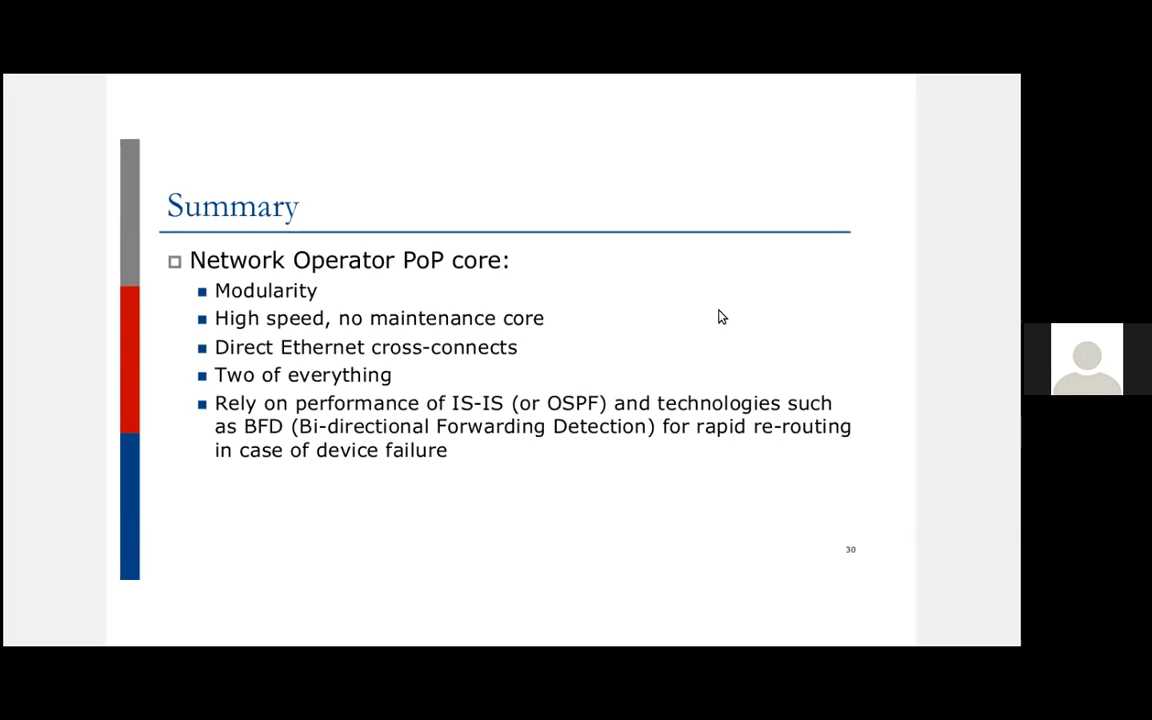 Summary
Network Operator PoP core:
Modularity
High speed, no maintenance core
Direct Ethernet cross-connects
Two of everything
Rely on performance of IS-IS (or OSPF) and technologies such
as BFD (Bi-directional Forwarding Detection) for rapid re-routing
in case of device failure
30